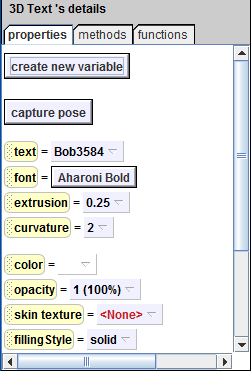 3D Text 's details
properties methods functions
create new variable
capture pose
text = Bob3584
font = Aharoni Bold
extrusion = 0.25
curvature = 2
color =
opacity = 1 (100%)
skin texture = <None>
fillingStyle = solid